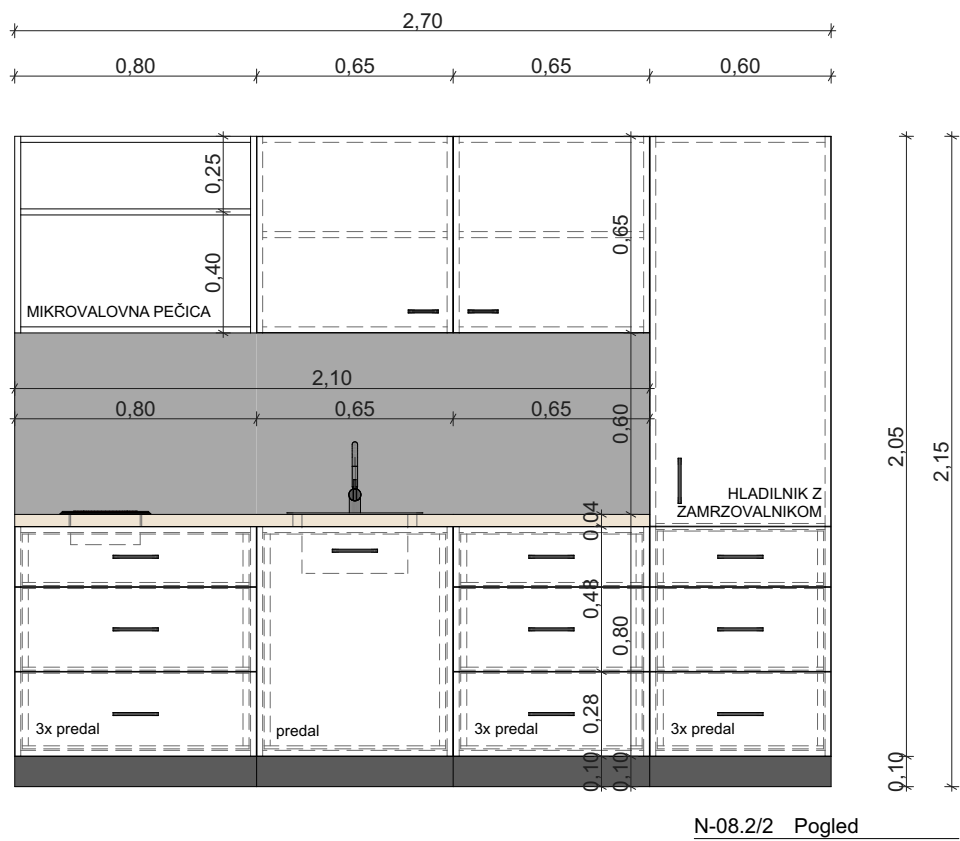 2,70
0,80
0,65
0,65
0,60
0,25
0,40
0,65
MIKROVALOVNA PEČICA
2,10
0,80
0,65
0,65
0,60
2,05
2,15
HLADILNIK Z
ZAMRZOVALNIKOM
0,04
0,48
0,80
0,28
3x predal
predal
3x predal
3x predal
0,10
0,10
0,10
N-08.2/2 Pogled